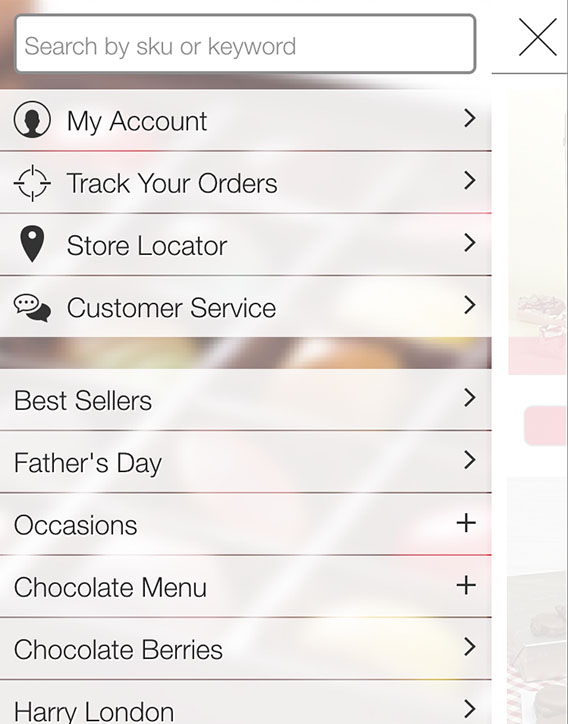 Search by sku or keyword
My Account
Track Your Orders
Store Locator
Customer Service
Best Sellers
Father's Day
Occasions
Chocolate Menu
Chocolate Berries
Harry London